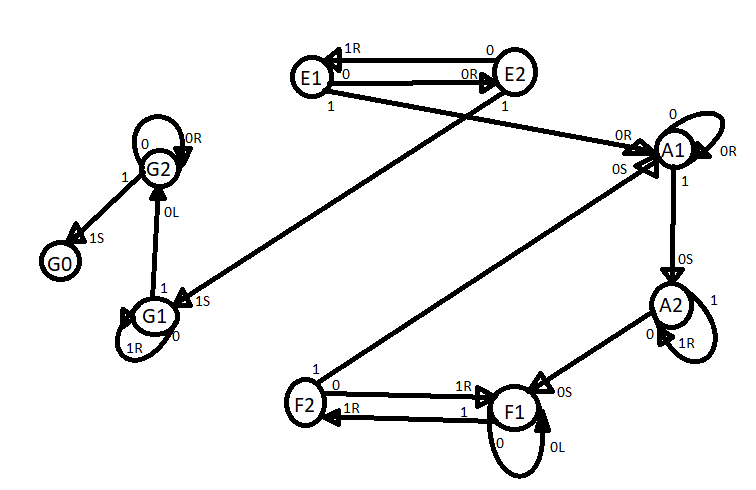 1R 0
E1 0 0R E2
1 1
0
0R A1
0S 0R
1
0 0R
G2
1
0L
1S
G0
0S
1
1S
G1
0
1R
A2 1
0 1R
0S
1
0 1R
F2 1R 1 F1
0 0L